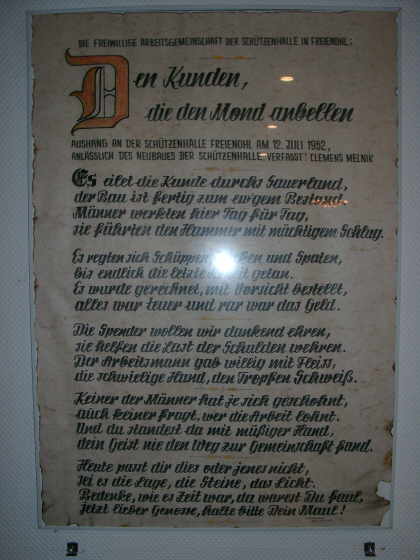 DIE FREIWILLIGE ARBEITSGEMEINSCHAFT DER SCHÜTZENHALLE IN FREIENOHL:
Den Kunden,
die den Mond anbellen
AUSHANG AN DER SCHÜTZENHALLE FREIENOHL AM 12. JULI 1952,
ANLÄSSLICH DES NEUBAUES DER SCHÜTZENHALLE VERFASST: CLEMENS MELNIK
Es eilet die Kunde durchs Sauerland,
der Bau ist fertig zum ew'gem Bestand.
Männer werkten hier Tag für Tag,
sie führten den Hammer mit mächtigem Schlag.
Es regten sich Schüppen, und Spaten,
bis endlich die letzte getan.
Es wurde gerechnet, mit Vorsicht bestellt,
alles war teuer und rar war das Geld.
Die Spender wollen wir dankend ehren,
sie helfen die Last der Schulden wehren.
Der Arbeitsmann gab willig mit Fleiss,
die schwielige Hand, den Tropfen Schweiß.
Keiner der Männer hat je sich geschont,
auch keiner fragt, wer die Arbeit lohnt.
Und du standest da mit müßiger Hand,
dein Geist nie den Weg zur Gemeinschaft fand.
Heute passt dir dies oder jenes nicht,
sei es die Lage, die Steine, das Licht.
Bedenke, wie es Zeit war, da warest Du faul,
Jetzt lieber Genosse, halte bitte Dein Maul!